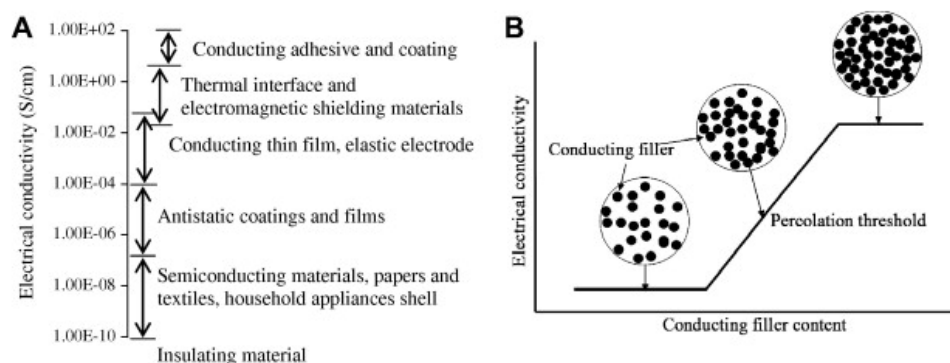 A
Electrical conductivity (S/cm)
1.00E+02
1.00E+00
1.00E-02
1.00E-04
1.00E-06
1.00E-08
1.00E-10
Conducting adhesive and coating
Thermal interface and
electromagnetic shielding materials
Conducting thin film, elastic electrode
Antistatic coatings and films
Semiconducting materials, papers and
textiles, household appliances shell
Insulating material
B
Electrical conductivity
Conducting filler
Percolation threshold
Conducting filler content